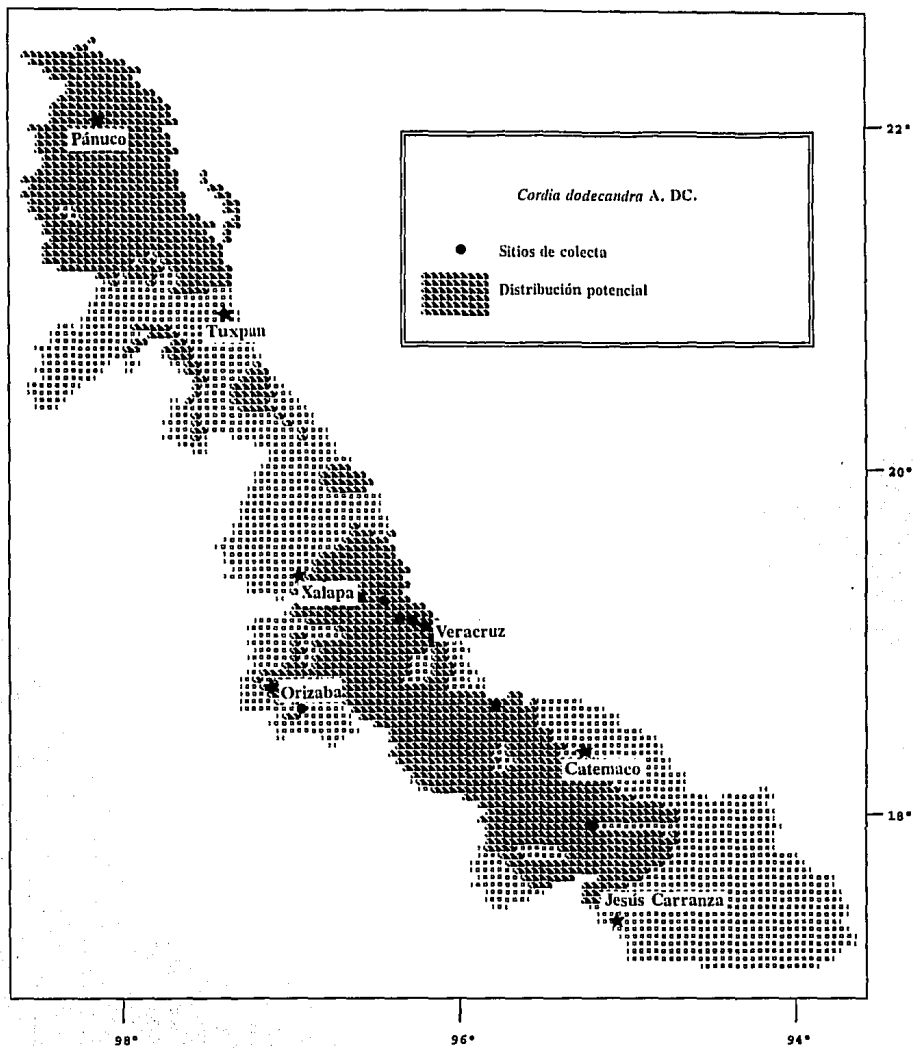 Pánuco
22°
Cordia dodecandra A. DC.
Sitios de colecta
Distribución potencial
Tuxpan
20°
Xalapa
Veracruz
Orizaba
Catemaco
18°
Jesús Carranza
98°
96°
94°